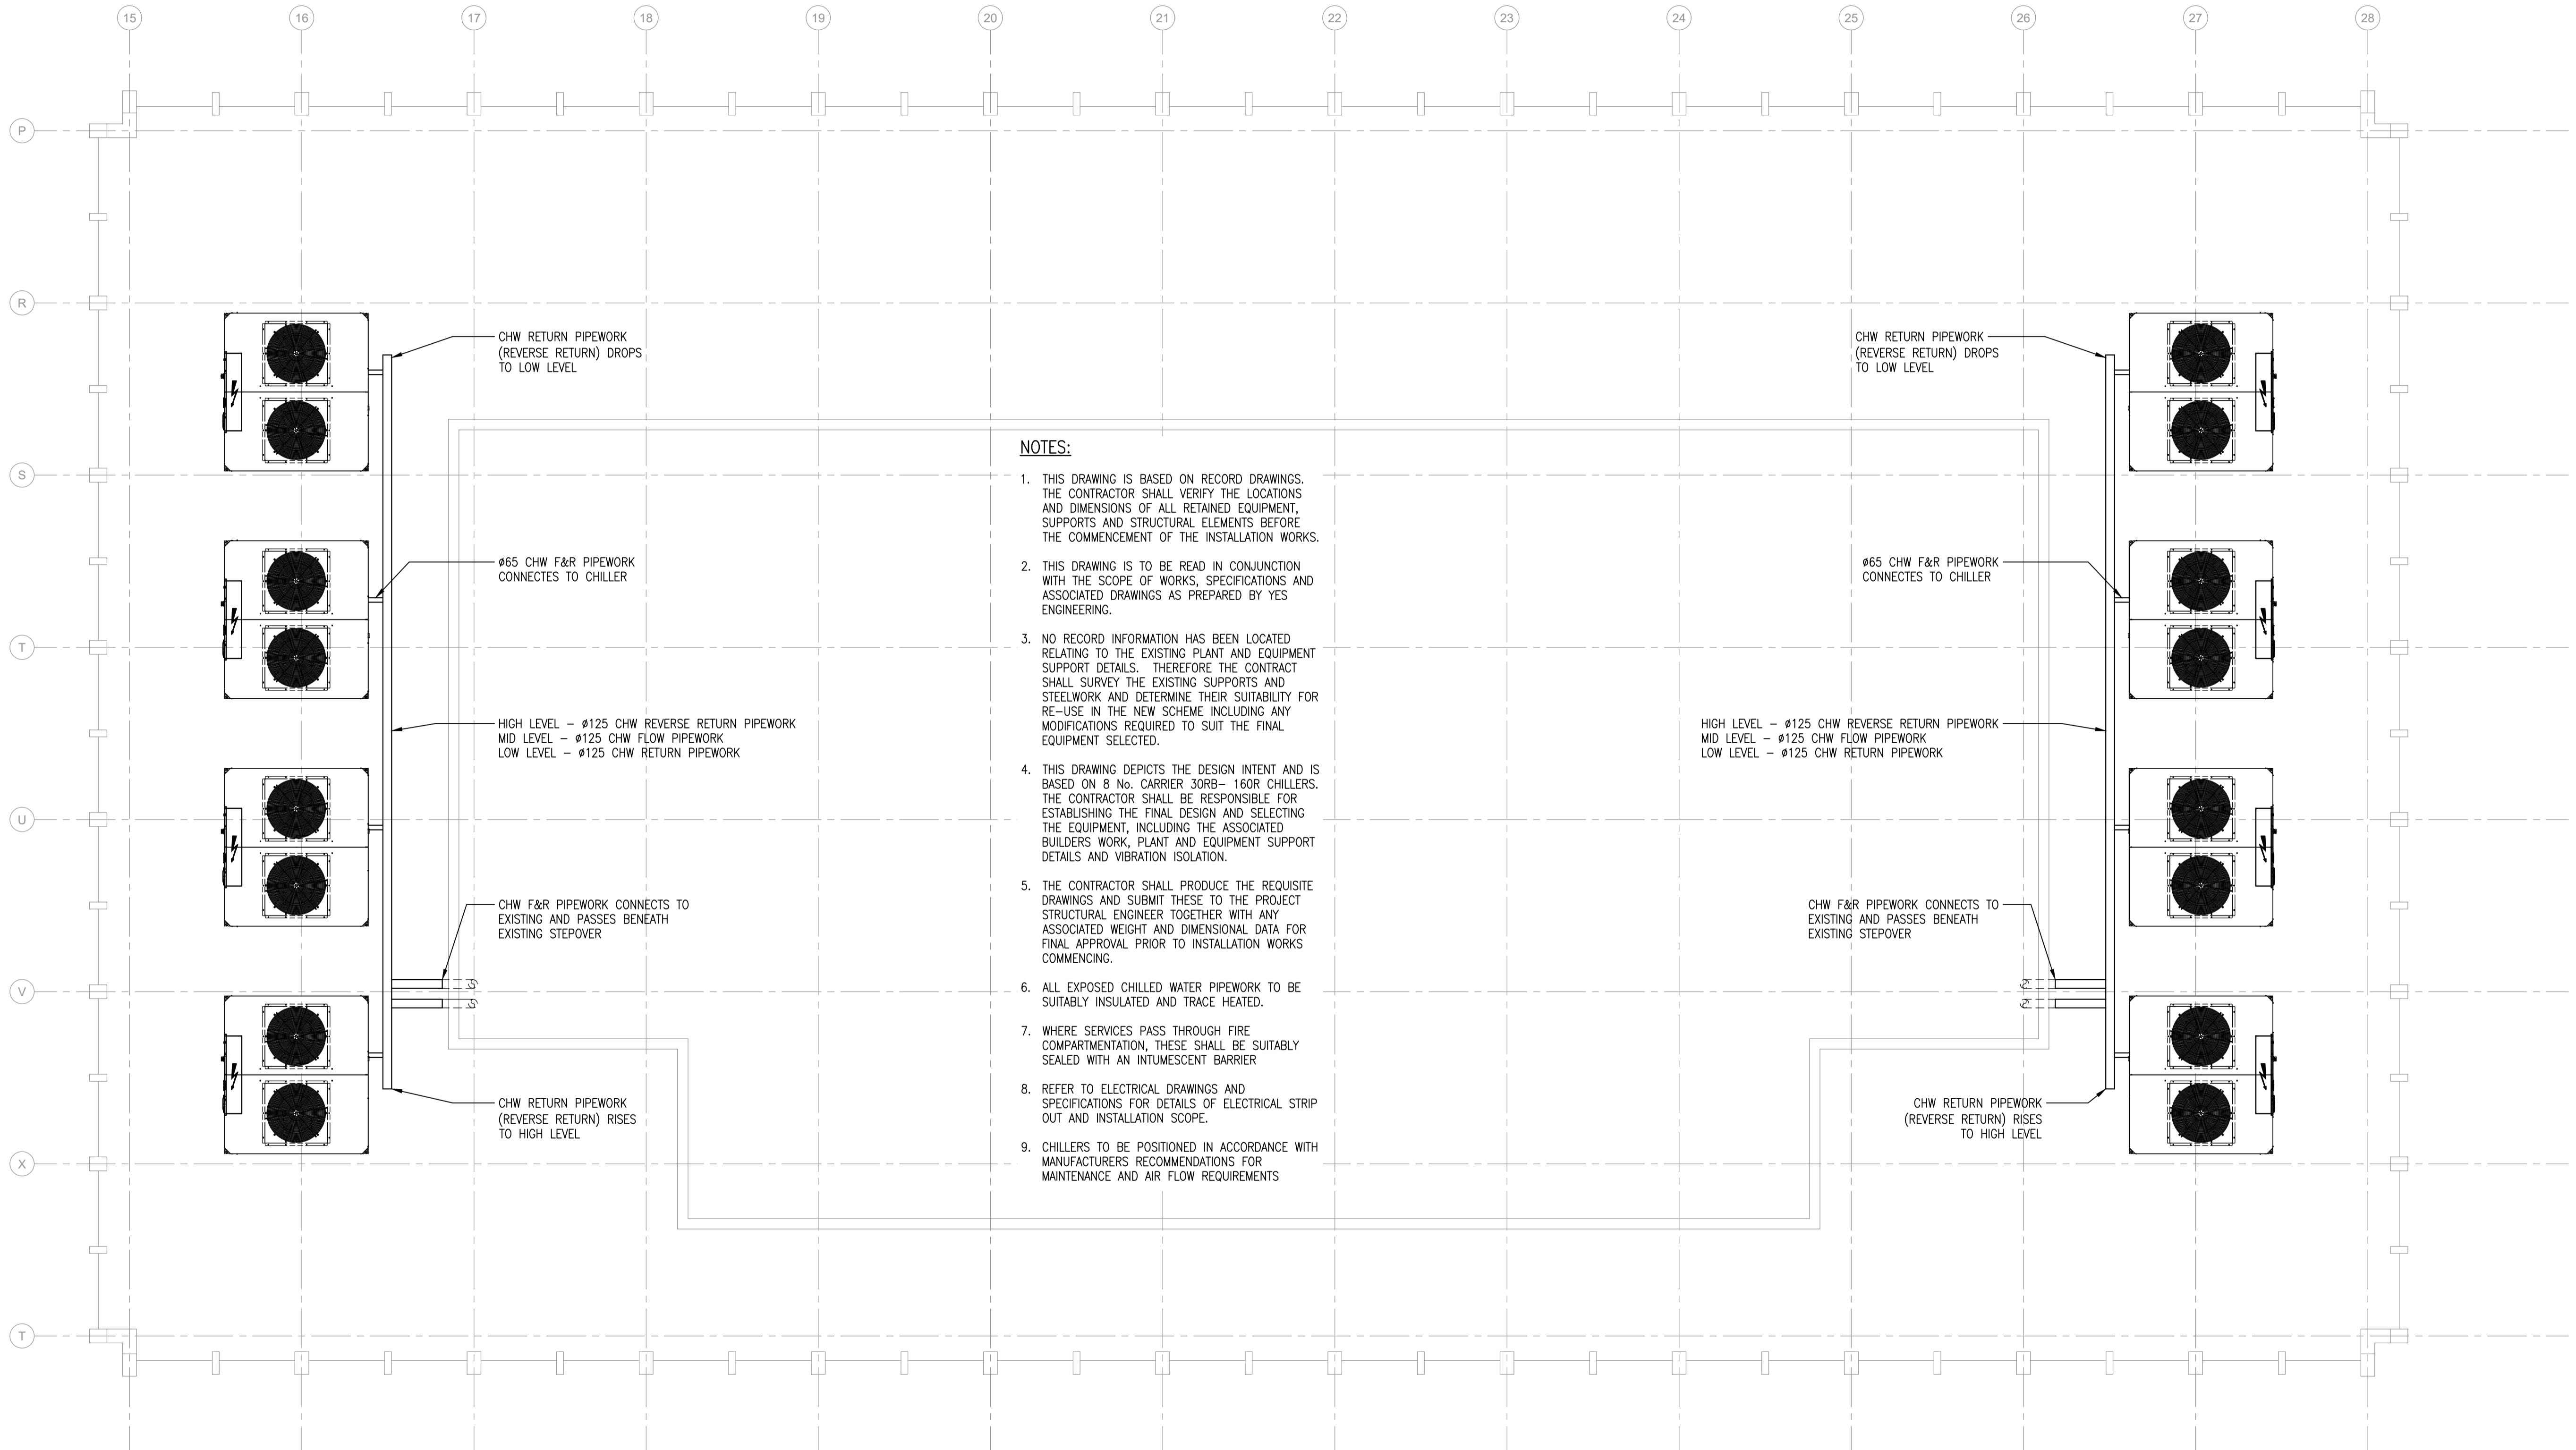 15
16
17
18
19
20
21
22
23
24
25
26
27
28
P
R
S
T
U
V
X
T
CHW RETURN PIPEWORK
(REVERSE RETURN) DROPS
TO LOW LEVEL
ø65 CHW F&R PIPEWORK
CONNECTES TO CHILLER
HIGH LEVEL – ø125 CHW REVERSE RETURN PIPEWORK
MID LEVEL – ø125 CHW FLOW PIPEWORK
LOW LEVEL – ø125 CHW RETURN PIPEWORK
CHW F&R PIPEWORK CONNECTS TO
EXISTING AND PASSES BENEATH
EXISTING STEPOVER
CHW RETURN PIPEWORK
(REVERSE RETURN) RISES
TO HIGH LEVEL
NOTES:
1. THIS DRAWING IS BASED ON RECORD DRAWINGS.
THE CONTRACTOR SHALL VERIFY THE LOCATIONS
AND DIMENSIONS OF ALL RETAINED EQUIPMENT,
SUPPORTS AND STRUCTURAL ELEMENTS BEFORE
THE COMMENCEMENT OF THE INSTALLATION WORKS.
2. THIS DRAWING IS TO BE READ IN CONJUNCTION
WITH THE SCOPE OF WORKS, SPECIFICATIONS AND
ASSOCIATED DRAWINGS AS PREPARED BY YES
ENGINEERING.
3. NO RECORD INFORMATION HAS BEEN LOCATED
RELATING TO THE EXISTING PLANT AND EQUIPMENT
SUPPORT DETAILS. THEREFORE THE CONTRACT
SHALL SURVEY THE EXISTING SUPPORTS AND
STEELWORK AND DETERMINE THEIR SUITABILITY FOR
RE–USE IN THE NEW SCHEME INCLUDING ANY
MODIFICATIONS REQUIRED TO SUIT THE FINAL
EQUIPMENT SELECTED.
4. THIS DRAWING DEPICTS THE DESIGN INTENT AND IS
BASED ON 8 No. CARRIER 30RB– 160R CHILLERS.
THE CONTRACTOR SHALL BE RESPONSIBLE FOR
ESTABLISHING THE FINAL DESIGN AND SELECTING
THE EQUIPMENT, INCLUDING THE ASSOCIATED
BUILDERS WORK, PLANT AND EQUIPMENT SUPPORT
DETAILS AND VIBRATION ISOLATION.
5. THE CONTRACTOR SHALL PRODUCE THE REQUISITE
DRAWINGS AND SUBMIT THESE TO THE PROJECT
STRUCTURAL ENGINEER TOGETHER WITH ANY
ASSOCIATED WEIGHT AND DIMENSIONAL DATA FOR
FINAL APPROVAL PRIOR TO INSTALLATION WORKS
COMMENCING.
6. ALL EXPOSED CHILLED WATER PIPEWORK TO BE
SUITABLY INSULATED AND TRACE HEATED.
7. WHERE SERVICES PASS THROUGH FIRE
COMPARTMENTATION, THESE SHALL BE SUITABLY
SEALED WITH AN INTUMESCENT BARRIER
8. REFER TO ELECTRICAL DRAWINGS AND
SPECIFICATIONS FOR DETAILS OF ELECTRICAL STRIP
OUT AND INSTALLATION SCOPE.
9. CHILLERS TO BE POSITIONED IN ACCORDANCE WITH
MANUFACTURERS RECOMMENDATIONS FOR
MAINTENANCE AND AIR FLOW REQUIREMENTS
CHW RETURN PIPEWORK
(REVERSE RETURN) DROPS
TO LOW LEVEL
ø65 CHW F&R PIPEWORK
CONNECTES TO CHILLER
HIGH LEVEL – ø125 CHW REVERSE RETURN PIPEWORK
MID LEVEL – ø125 CHW FLOW PIPEWORK
LOW LEVEL – ø125 CHW RETURN PIPEWORK
CHW F&R PIPEWORK CONNECTS TO
EXISTING AND PASSES BENEATH
EXISTING STEPOVER
CHW RETURN PIPEWORK
(REVERSE RETURN) RISES
TO HIGH LEVEL